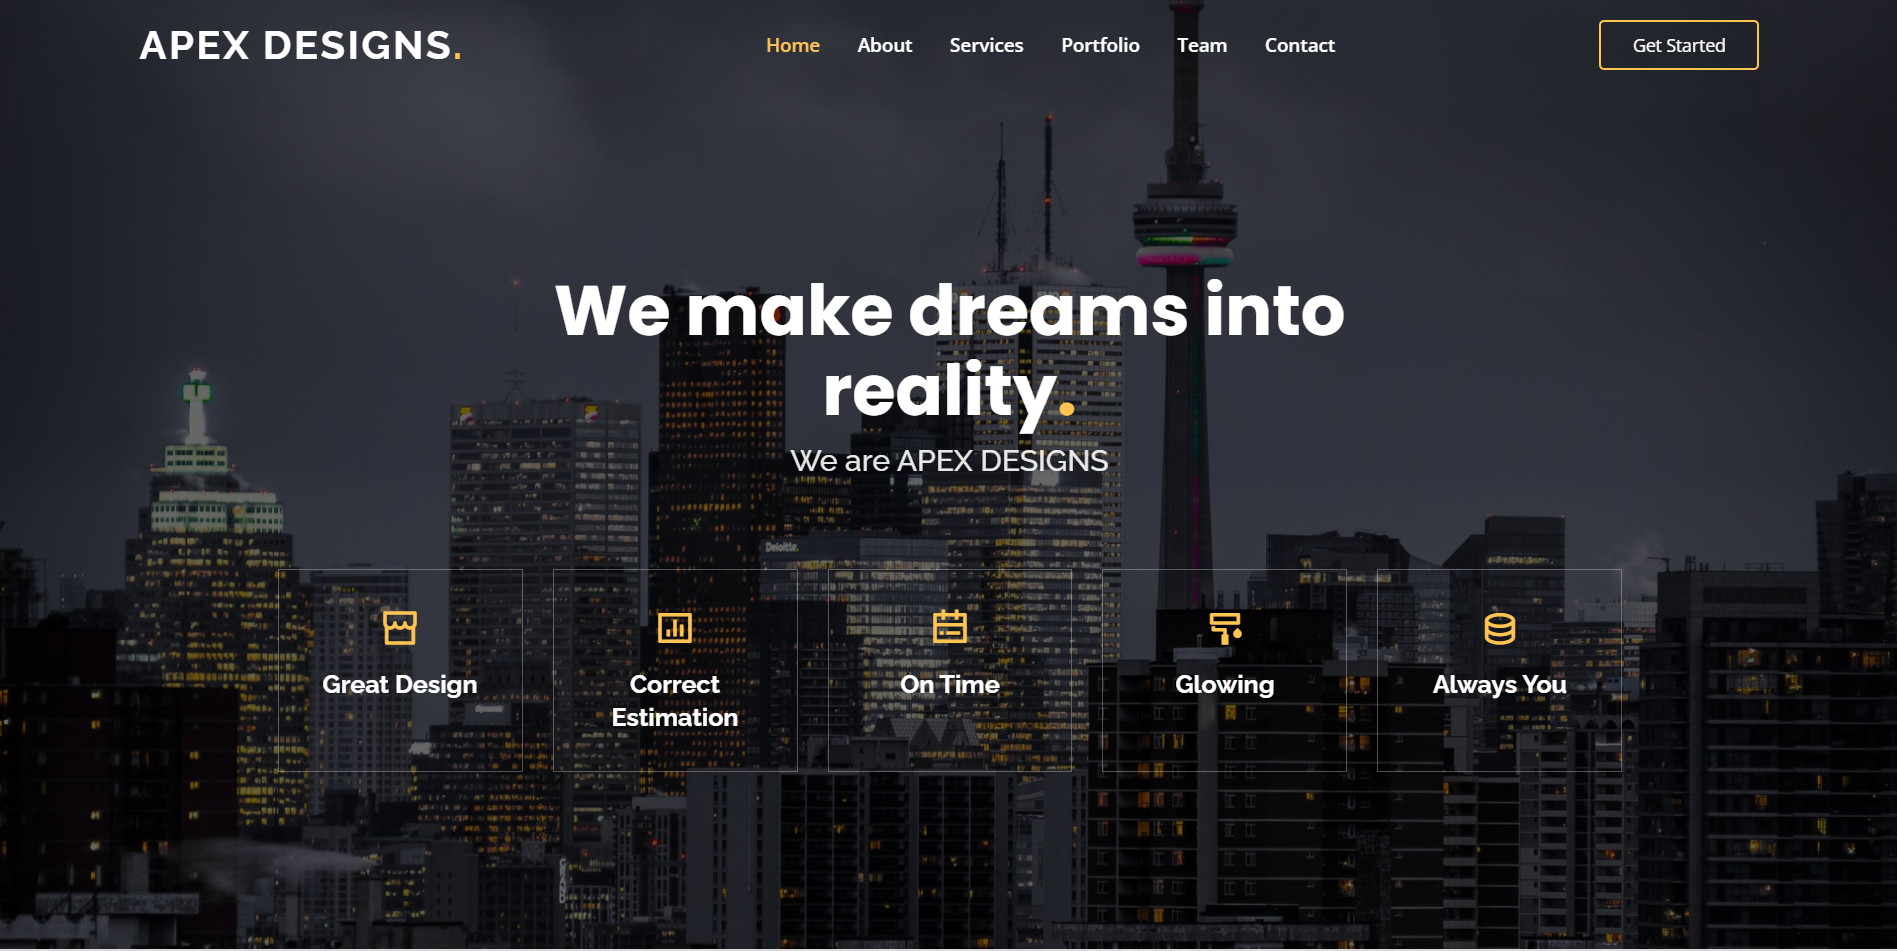 APEX DESIGNS.
Home About Services Portfolio Team Contact
Get Started
We make dreams into
reality.
We are APEX DESIGNS
Deloitte.
Great Design
Correct
Estimation
On Time
Glowing
Always You